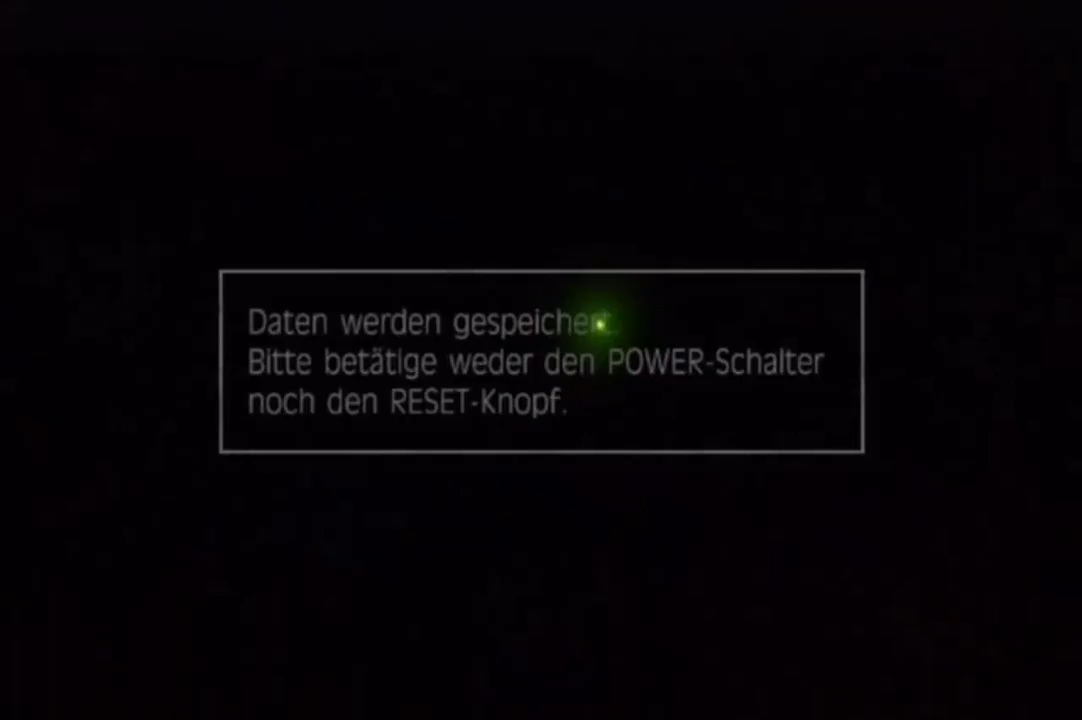 Daten werden gespeichert.
Bitte betätige weder den POWER-Schalter
noch den RESET-Knopf.